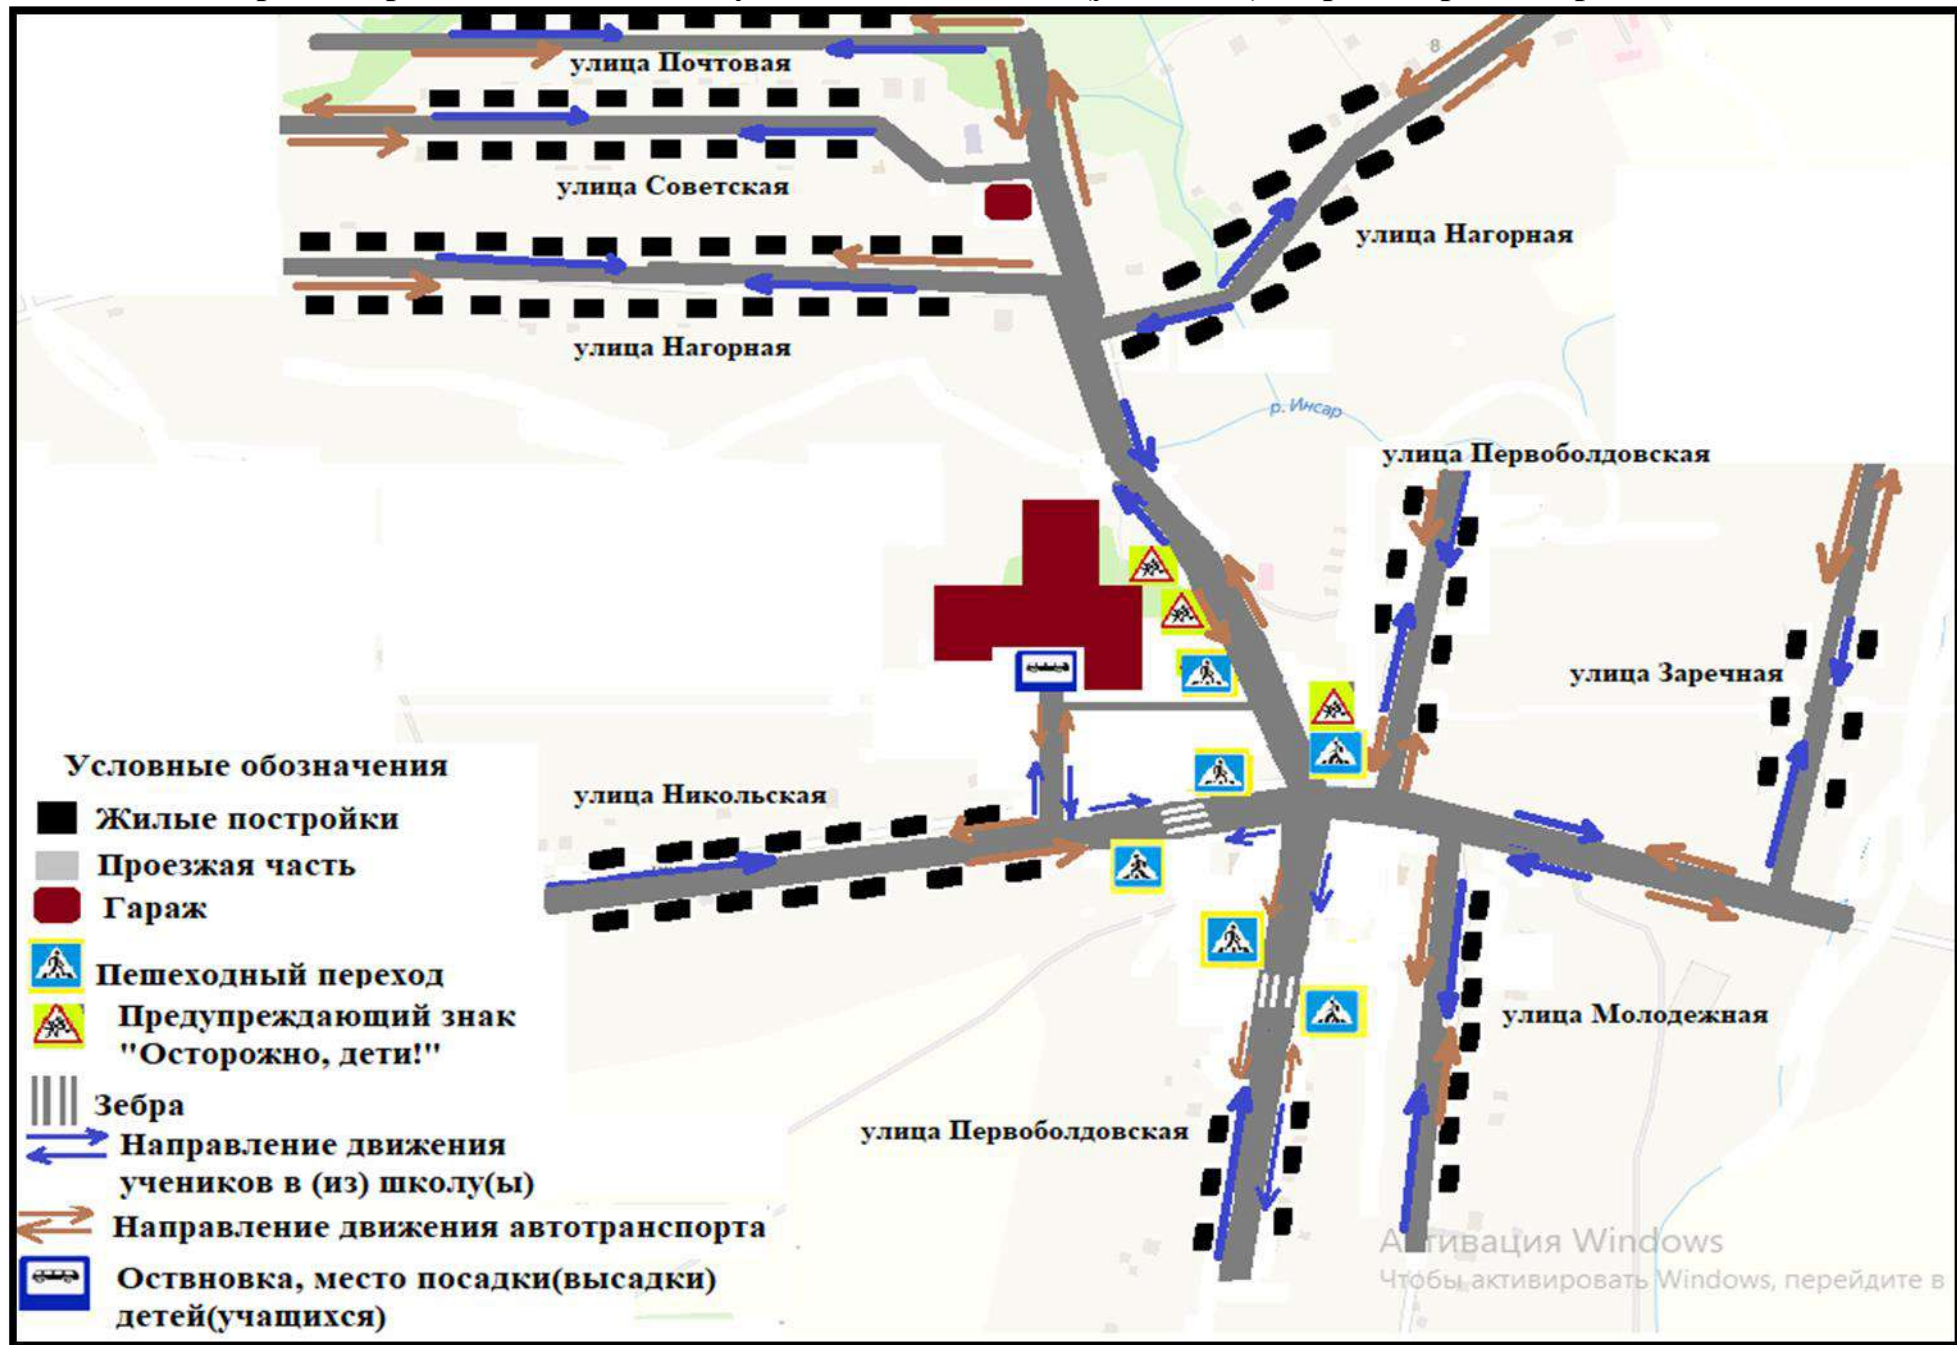 улица Почтовая
8
улица Советская
улица Нагорная
улица Нагорная
р. Инсар
улица Первоболдовская
улица Заречная
Условные обозначения
улица Никольская
Жилые постройки
Проезжая часть
Гараж
Пешеходный переход
Предупреждающий знак
"Осторожно, дети!"
улица Молодежная
Зебра
улица Первоболдовская
Направление движения
учеников в (из) школу(ы)
Направление движения автотранспорта
Активация Windows
Чтобы активировать Windows, перейдите в
Оствновка, место посадки(высадки)
детей(учащихся)